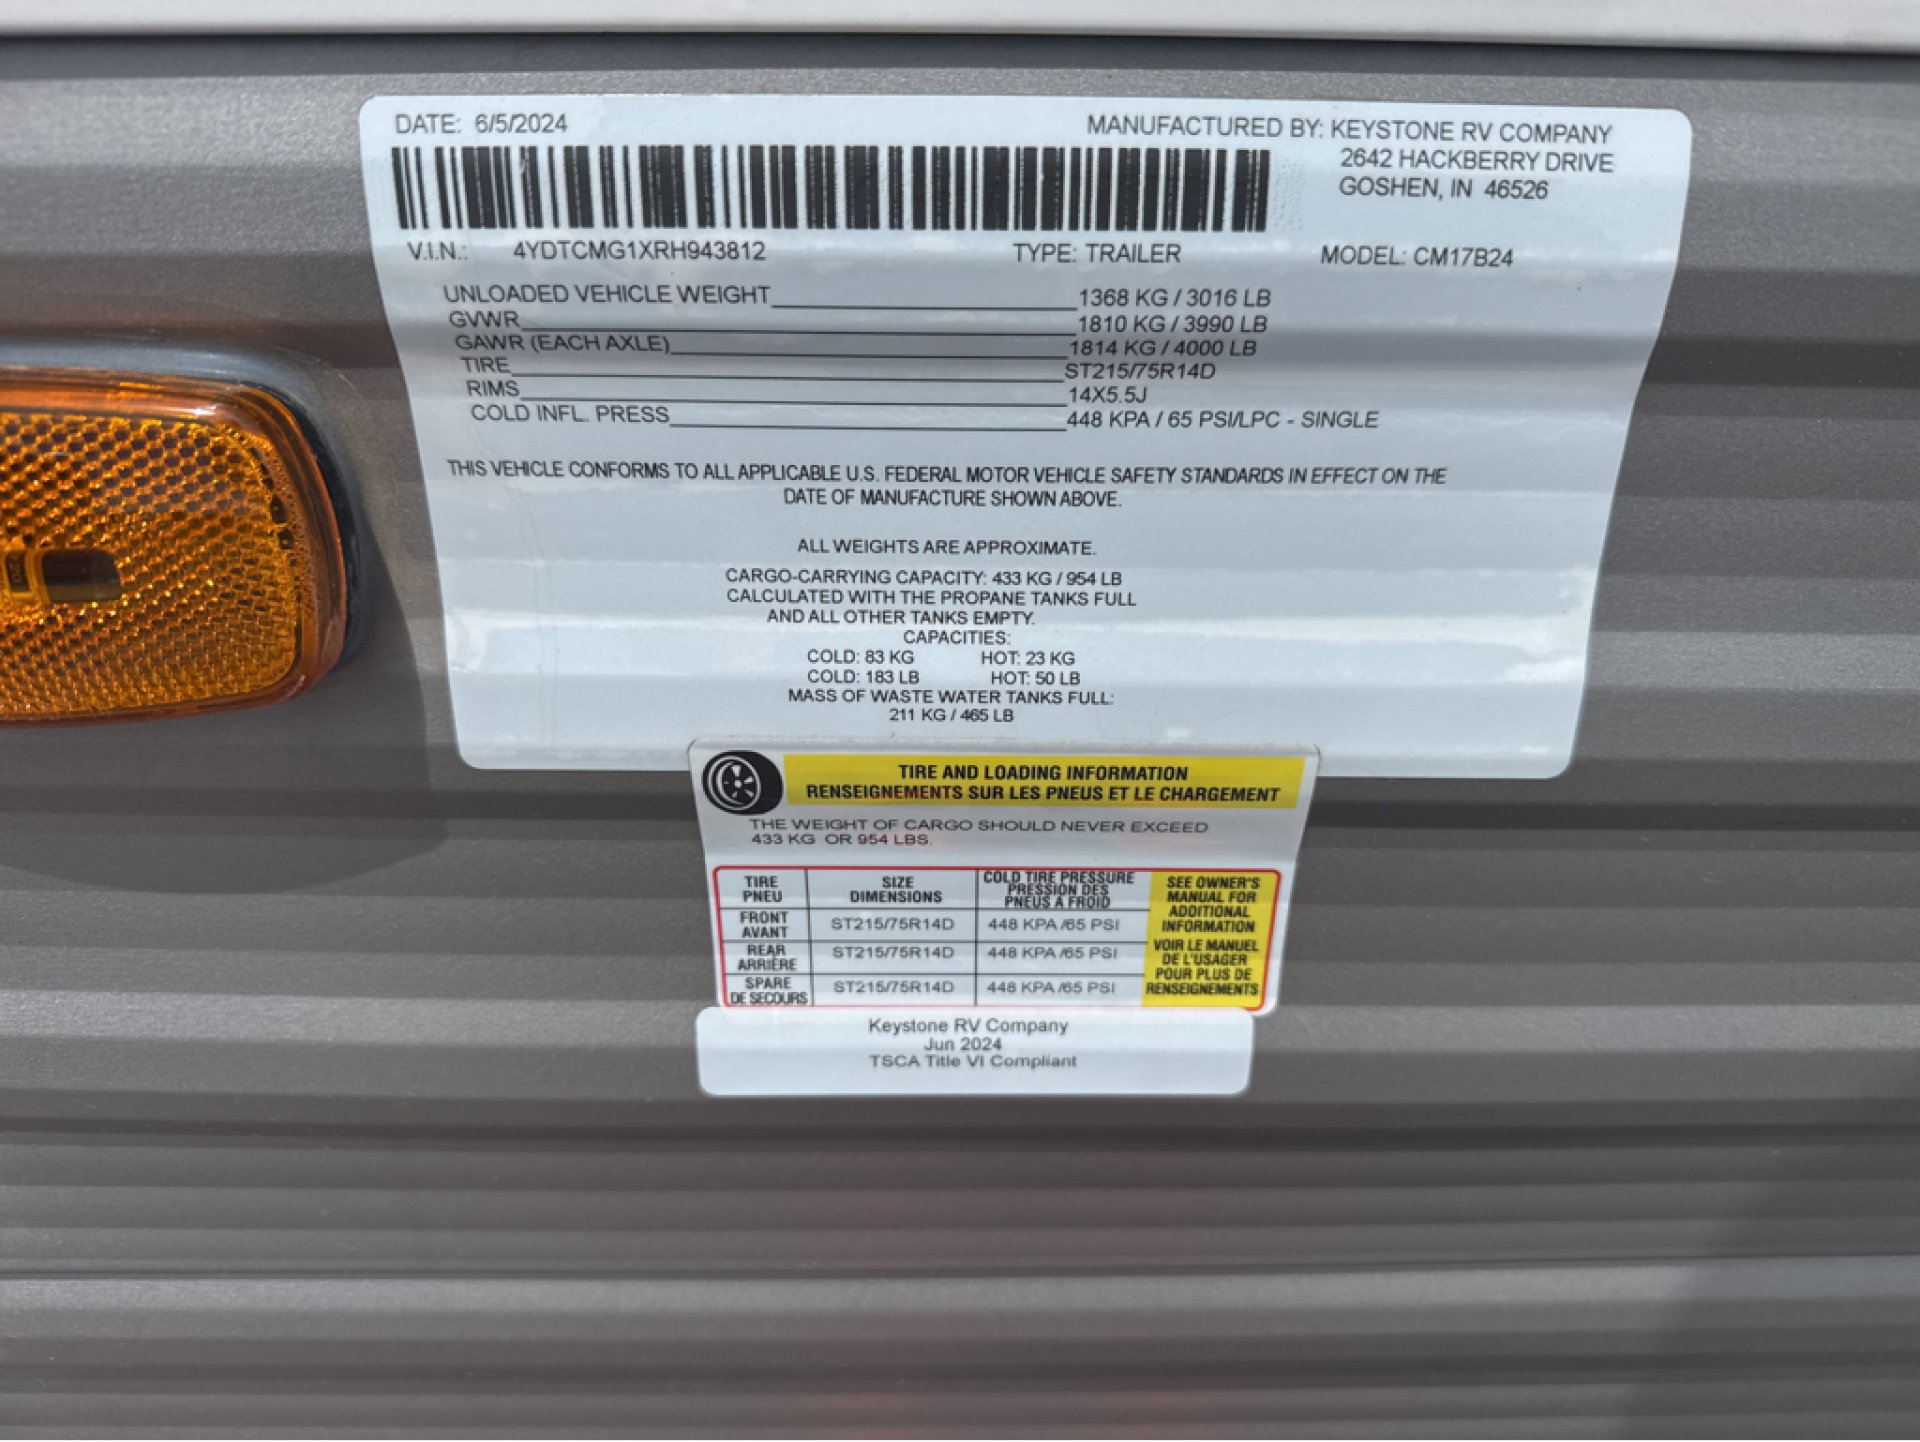 DATE: 6/5/2024
MANUFACTURED BY: KEYSTONE RV COMPANY
2642 HACKBERRY DRIVE
GOSHEN, IN 46526
V.I.N.: 4YDTCMG1XRH943812 TYPE: TRAILER MODEL: CM17B24
UNLOADED VEHICLE WEIGHT 1368 KG / 3016 LB
GVWR 1810 KG / 3990 LB
GAWR (EACH AXLE) 1814 KG / 4000 LB
TIRE ST215/75R14D
RIMS 14X5.5J
COLD INFL. PRESS 448 KPA / 65 PSI/LPC - SINGLE
THIS VEHICLE CONFORMS TO ALL APPLICABLE U.S. FEDERAL MOTOR VEHICLE SAFETY STANDARDS IN EFFECT ON THE
DATE OF MANUFACTURE SHOWN ABOVE.
ALL WEIGHTS ARE APPROXIMATE.
CARGO-CARRYING CAPACITY: 433 KG / 954 LB
CALCULATED WITH THE PROPANE TANKS FULL
AND ALL OTHER TANKS EMPTY.
CAPACITIES:
COLD: 83 KG HOT: 23 KG
COLD: 183 LB HOT: 50 LB
MASS OF WASTE WATER TANKS FULL:
211 KG / 465 LB
TIRE AND LOADING INFORMATION
RENSEIGNEMENTS SUR LES PNEUS ET LE CHARGEMENT
THE WEIGHT OF CARGO SHOULD NEVER EXCEED
433 KG OR 954 LBS.
TIRE
PNEU
SIZE
DIMENSIONS
COLD TIRE PRESSURE
PRESSION DES
PNEUS A FROID
FRONT
AVANT
ST215/75R14D
448 KPA /65 PSI
REAR
ARRIÈRE
ST215/75R14D
448 KPA /65 PSI
SPARE
DE SECOURS
ST215/75R14D
448 KPA /65 PSI
SEE OWNER'S
MANUAL FOR
ADDITIONAL
INFORMATION
VOIR LE MANUEL
DE L'USAGER
POUR PLUS DE
RENSEIGNEMENTS
Keystone RV Company
Jun 2024
TSCA Title VI Compliant